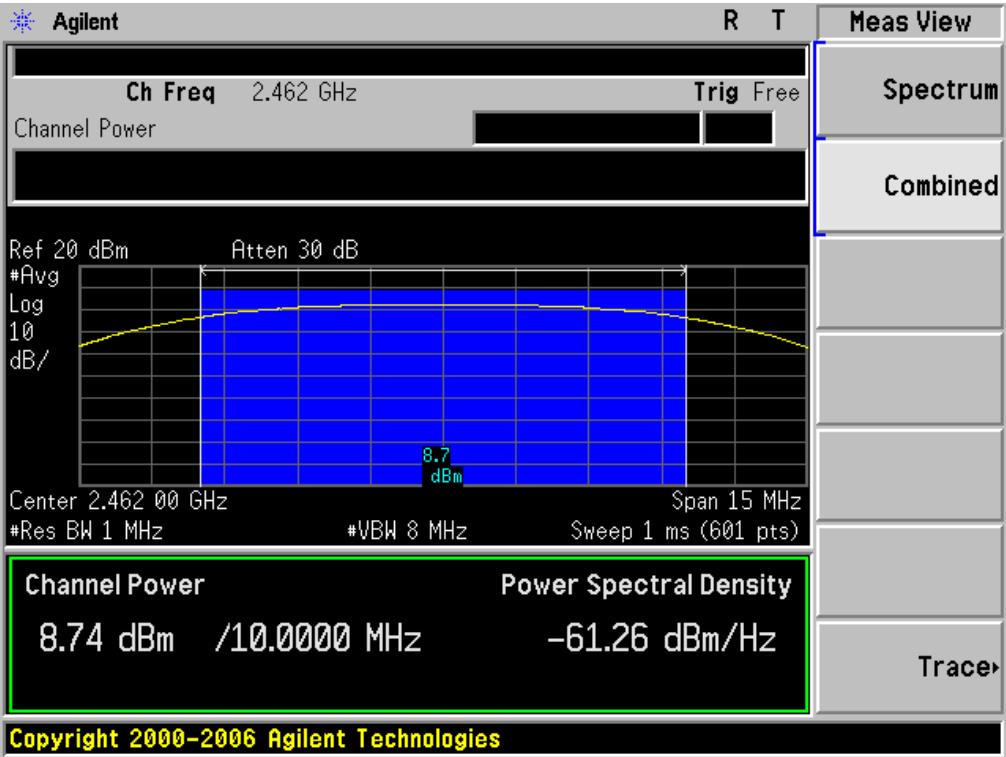 Agilent R T Meas View
Ch Freq 2.462 GHz Trig Free
Channel Power
Spectrum
Combined
Ref 20 dBm Atten 30 dB
#Avg
Log
10
dB/
8.7
dBm
Center 2.462 00 GHz Span 15 MHz
#Res BW 1 MHz #VBW 8 MHz Sweep 1 ms (601 pts)
Channel Power Power Spectral Density
8.74 dBm /10.0000 MHz -61.26 dBm/Hz
Trace
Copyright 2000-2006 Agilent Technologies